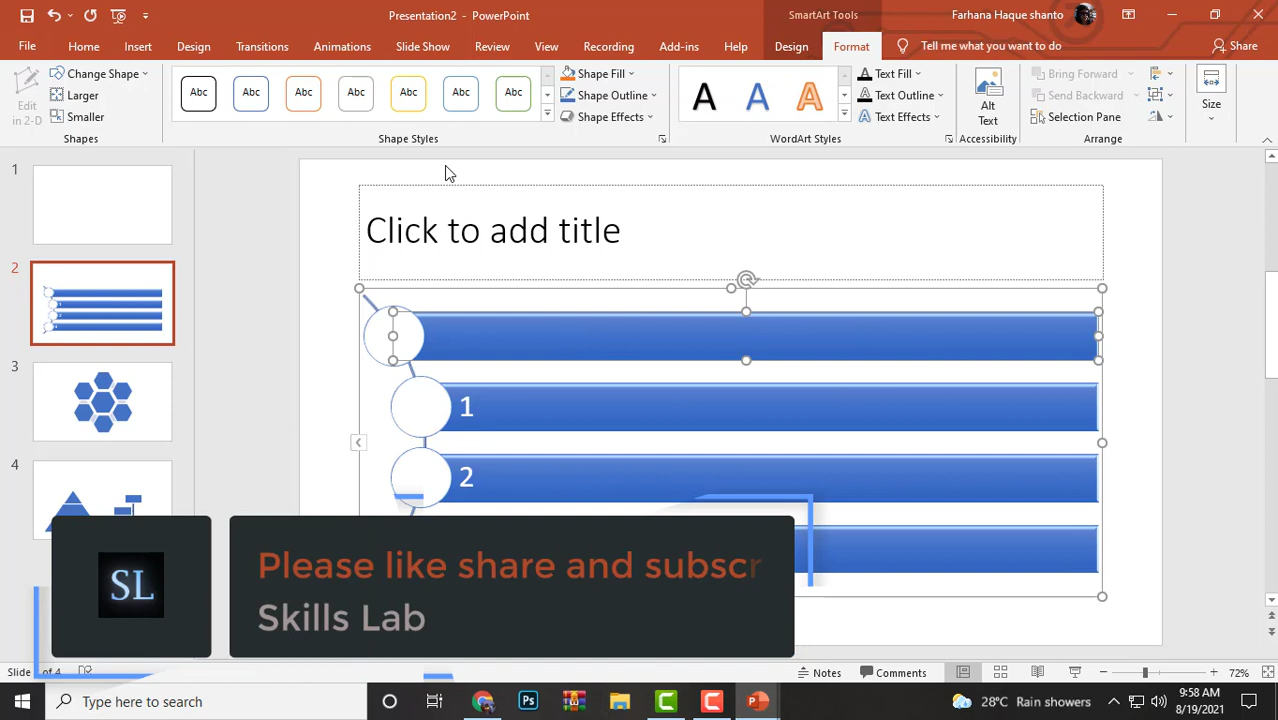 Presentation2 - PowerPoint
SmartArt Tools
Farhana Haque shanto
File
Home
Insert
Design
Transitions
Animations
Slide Show
Review
View
Recording
Add-ins
Help
Design
Format
Tell me what you want to do
Share
Edit
in 2-D
Change Shape
Larger
Smaller
Shapes
Abc
Abc
Abc
Abc
Abc
Abc
Abc
Shape Fill
Shape Outline
Shape Effects
Shape Styles
A
A
A
Text Fill
Text Outline
Text Effects
WordArt Styles
Alt
Text
Accessibility
Bring Forward
Send Backward
Selection Pane
Arrange
Size
1
2
3
4
Click to add title
1
2
SL
Please like share and subscr
Skills Lab
Slide
of 4
Notes
Comments
72%
Type here to search
Ps
28°C Rain showers
9:58 AM
8/19/2021